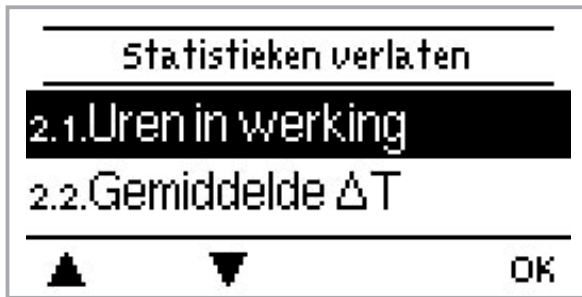 Statistieken verlaten
2.1.Uren in werking
2.2.Gemiddelde ΔT
▲ ▼ OK